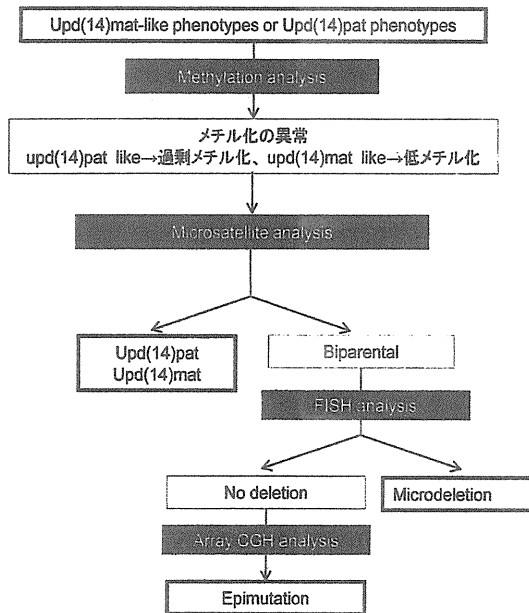 Upd(14)mat-like phenotypes or Upd(14)pat phenotypes
Methylation analysis
メチル化の異常
upd(14)pat like→過剰メチル化、upd(14)mat like→低メチル化
Microsatellite analysis
Upd(14)pat
Upd(14)mat
Biparental
FISH analysis
No deletion
Microdeletion
Array CGH analysis
Epimutation